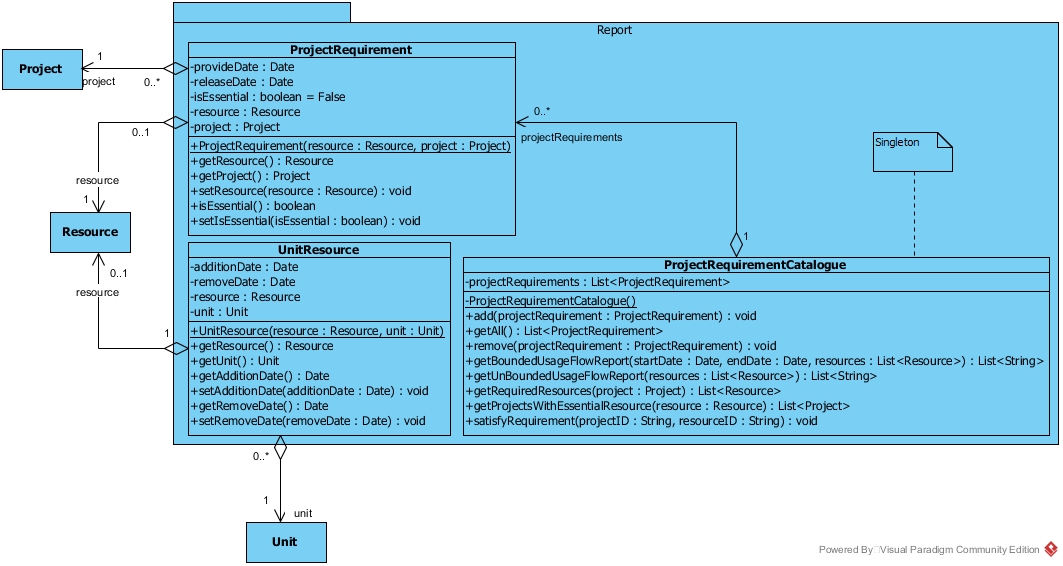 Report
ProjectRequirement
-provideDate : Date
-releaseDate : Date
-isEssential : boolean = False
-resource : Resource
-project : Project
+ProjectRequirement(resource : Resource, project : Project)
+getResource() : Resource
+getProject() : Project
+setResource(resource : Resource) : void
+isEssential() : boolean
+setIsEssential(isEssential : boolean) : void
Project
1
project
0..*
0..1
resource
1
Resource
0..1
resource
1
0..*
projectRequirements
1
Singleton
UnitResource
-additionDate : Date
-removeDate : Date
-resource : Resource
-unit : Unit
+UnitResource(resource : Resource, unit : Unit)
+getResource() : Resource
+getUnit() : Unit
+getAdditionDate() : Date
+setAdditionDate(additionDate : Date) : void
+getRemoveDate() : Date
+setRemoveDate(removeDate : Date) : void
ProjectRequirementCatalogue
-projectRequirements : List<ProjectRequirement>
-ProjectRequirementCatalogue()
+add(projectRequirement : ProjectRequirement) : void
+getAll() : List<ProjectRequirement>
+remove(projectRequirement : ProjectRequirement) : void
+getBoundedUsageFlowReport(startDate : Date, endDate : Date, resources : List<Resource>) : List<String>
+getUnBoundedUsageFlowReport(resources : List<Resource>) : List<String>
+getRequiredResources(project : Project) : List<Resource>
+getProjectsWithEssentialResource(resource : Resource) : List<Project>
+satisfyRequirement(projectID : String, resourceID : String) : void
0..*
1
unit
Unit
Powered By Visual Paradigm Community Edition